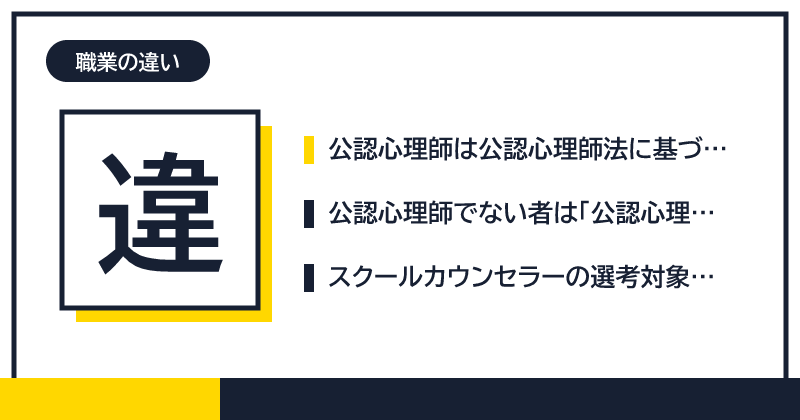 職業の違い
違
公認心理師は公認心理師法に基づ…
公認心理師でない者は「公認心理…
スクールカウンセラーの選考対象…